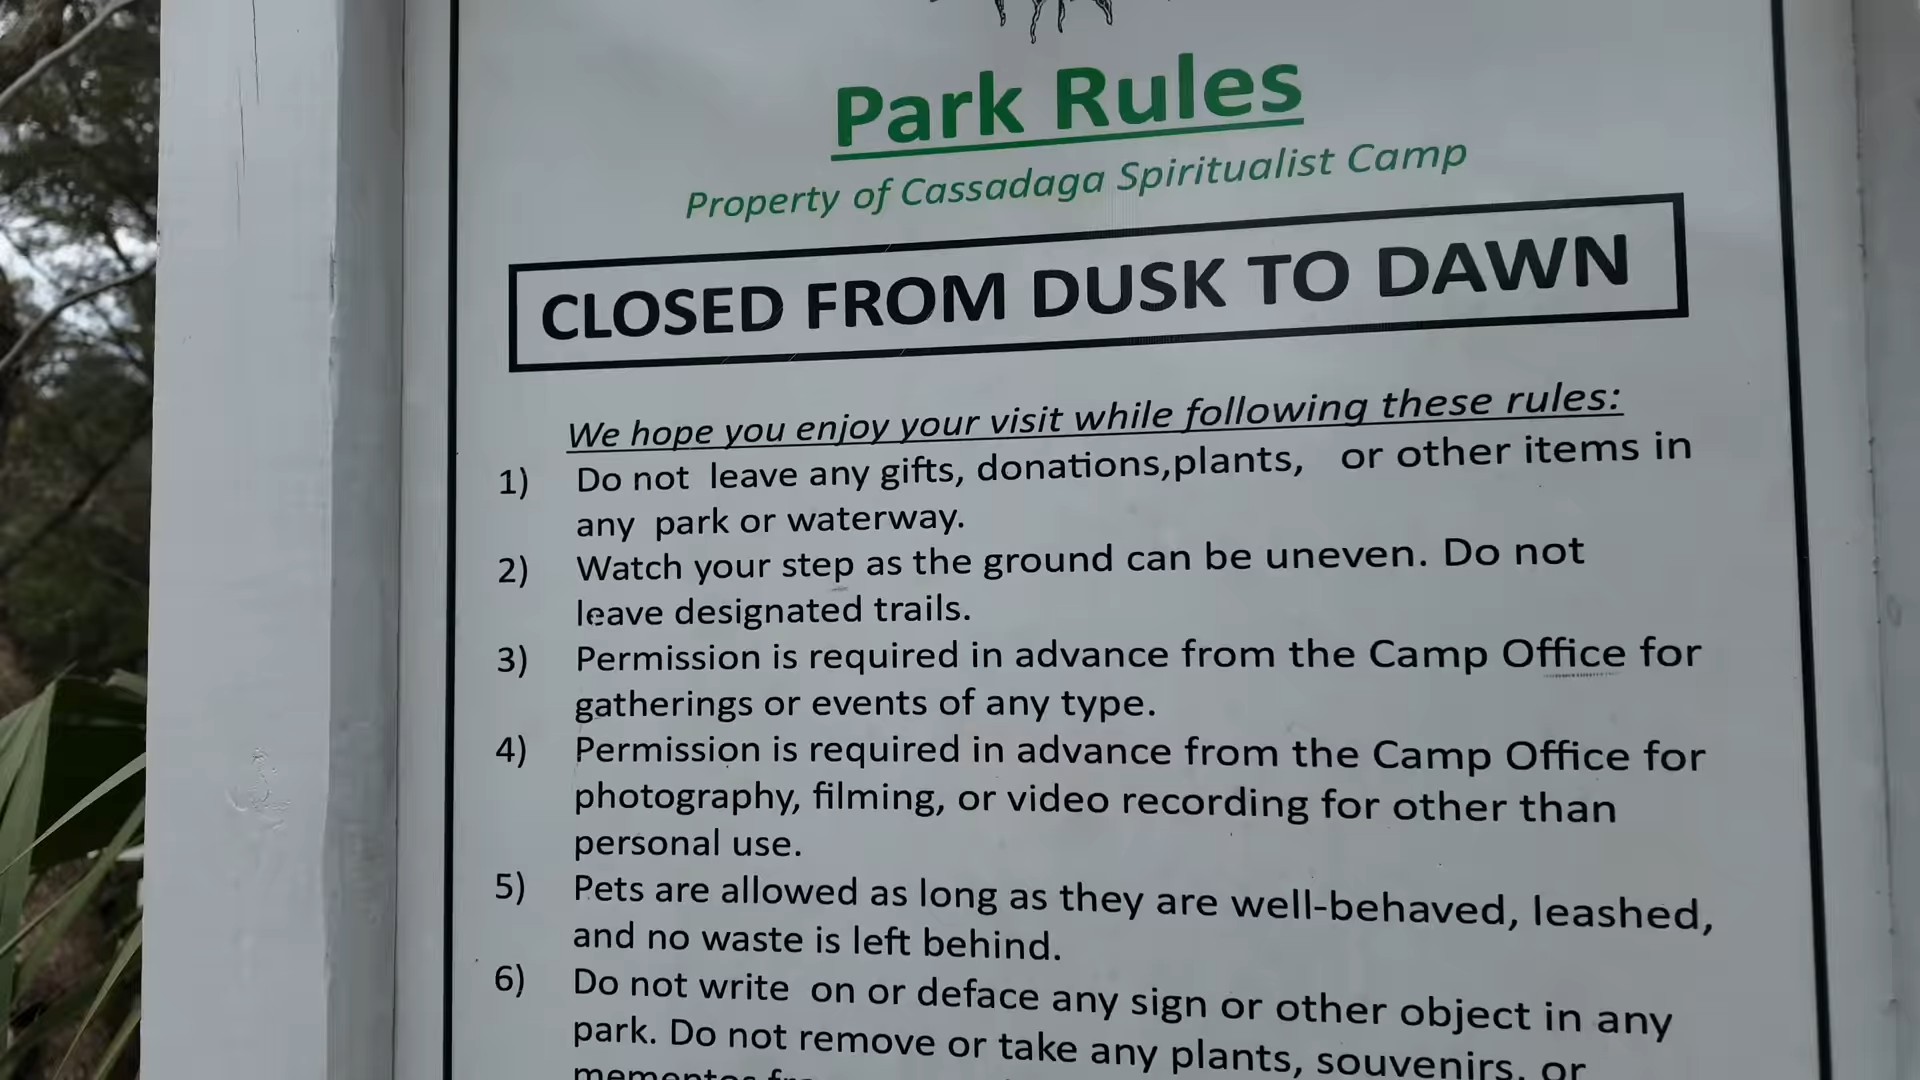 Park Rules
Property of Cassadaga Spiritualist Camp
CLOSED FROM DUSK TO DAWN
We hope you enjoy your visit while following these rules:
1) Do not leave any gifts, donations,plants, or other items in
any park or waterway.
2) Watch your step as the ground can be uneven. Do not
leave designated trails.
3) Permission is required in advance from the Camp Office for
gatherings or events of any type.
4) Permission is required in advance from the Camp Office for
photography, filming, or video recording for other than
personal use.
5) Pets are allowed as long as they are well-behaved, leashed,
and no waste is left behind.
6) Do not write on or deface any sign or other object in any
park. Do not remove or take any plants, souvenirs, or
mementos